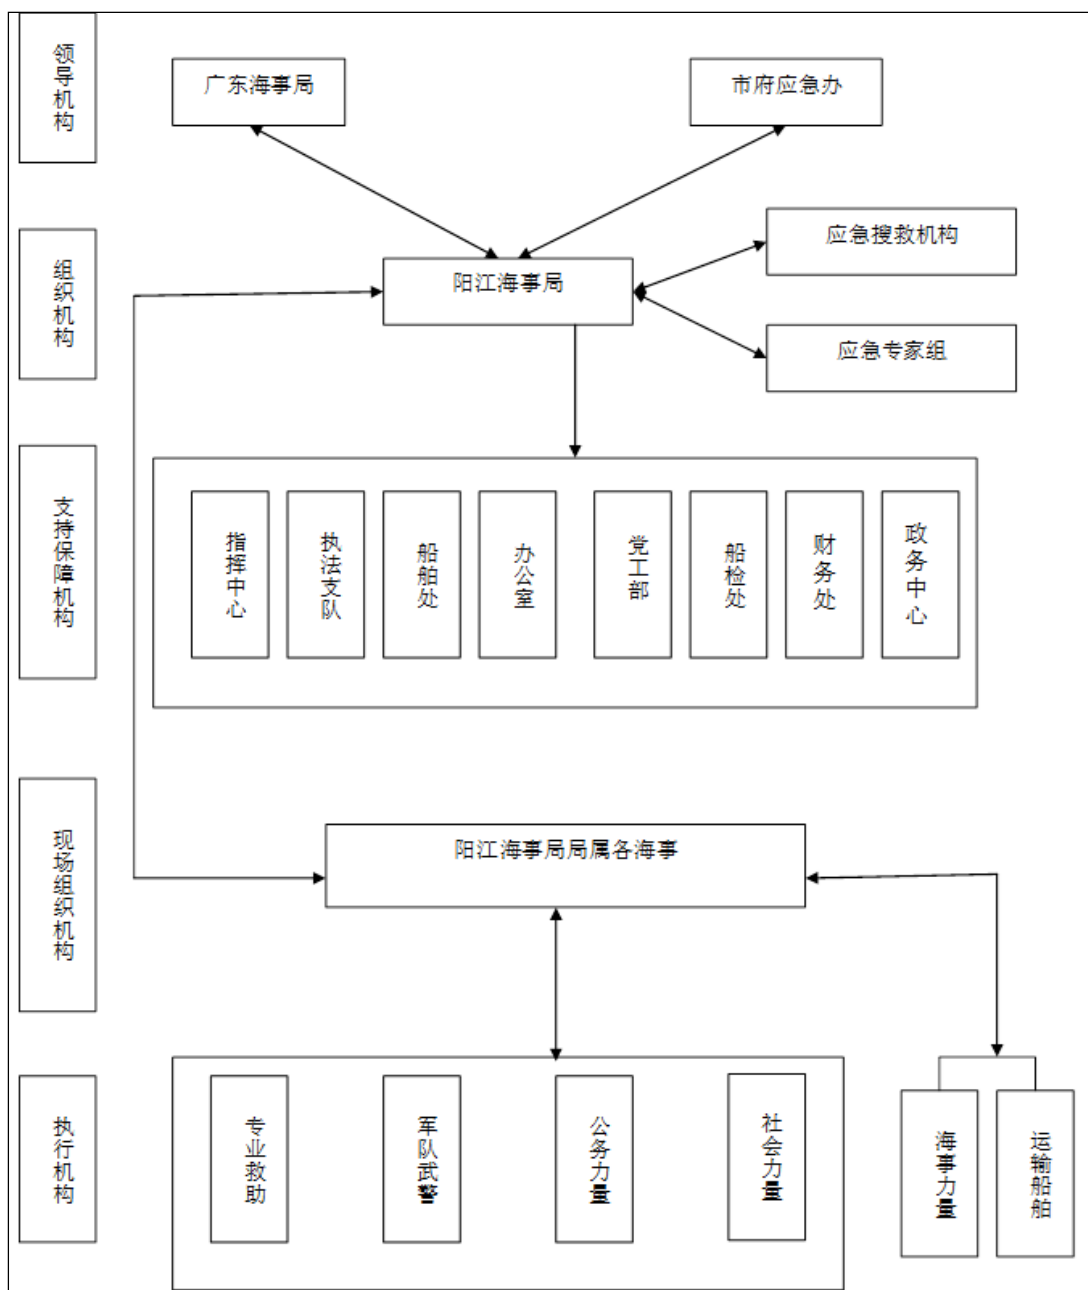 领导机构
广东海事局
市府应急办
组织机构
阳江海事局
应急搜救机构
应急专家组
支持保障机构
指挥中心
执法支队
船舶处
办公室
党工部
船检处
财务处
政务中心
现场组织机构
阳江海事局局属各海事
执行机构
专业救助
军队武警
公务力量
社会力量
海事力量
运输船舶